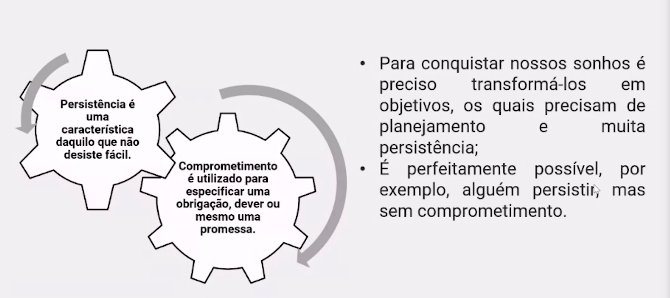 Persistência é
uma
característica
daquilo que não
desiste fácil.
Comprometimento
é utilizado para
especificar uma
obrigação, dever ou
mesmo uma
promessa.
• Para conquistar nossos sonhos é
preciso transformá-los em
objetivos, os quais precisam de
planejamento e muita
persistência;
• É perfeitamente possível, por
exemplo, alguém persistir, mas
sem comprometimento.